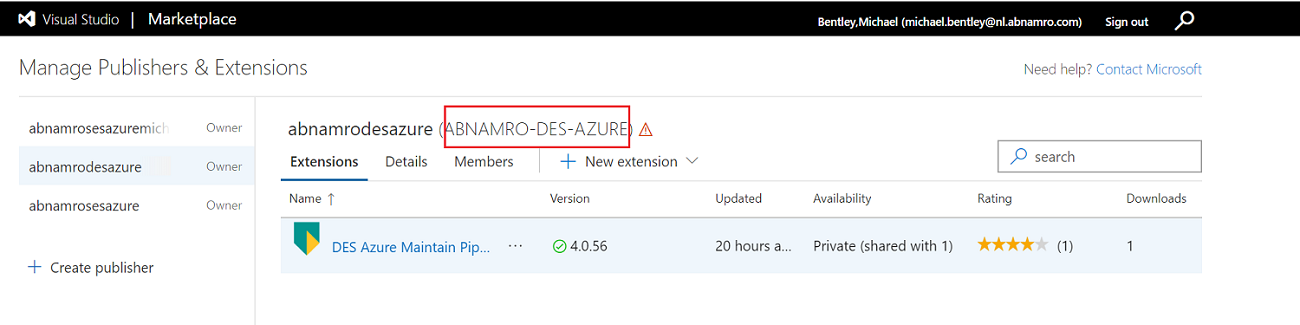 Visual Studio | Marketplace
Bentley,Michael (michael.bentley@nl.abnamro.com) Sign out
Manage Publishers & Extensions
Need help? Contact Microsoft
abnamrosesazuremich Owner
abnamrodesazure Owner
abnamrosesazure Owner
+ Create publisher
abnamrodesazure (ABNAMRO-DES-AZURE)
Extensions Details Members + New extension
search
Name ↑ Version Updated Availability Rating Downloads
DES Azure Maintain Pip... ... 4.0.56 20 hours a... Private (shared with 1) (1) 1